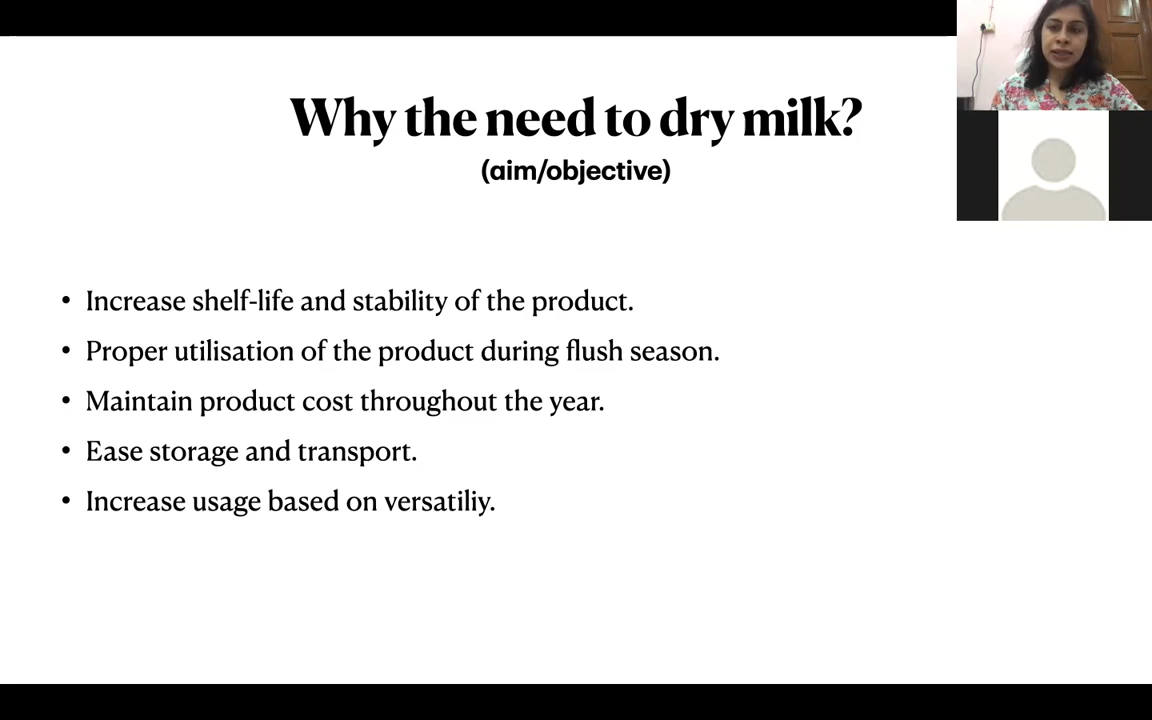 Why the need to dry milk?
(aim/objective)
• Increase shelf-life and stability of the product.
• Proper utilisation of the product during flush season.
• Maintain product cost throughout the year.
• Ease storage and transport.
• Increase usage based on versatiliy.